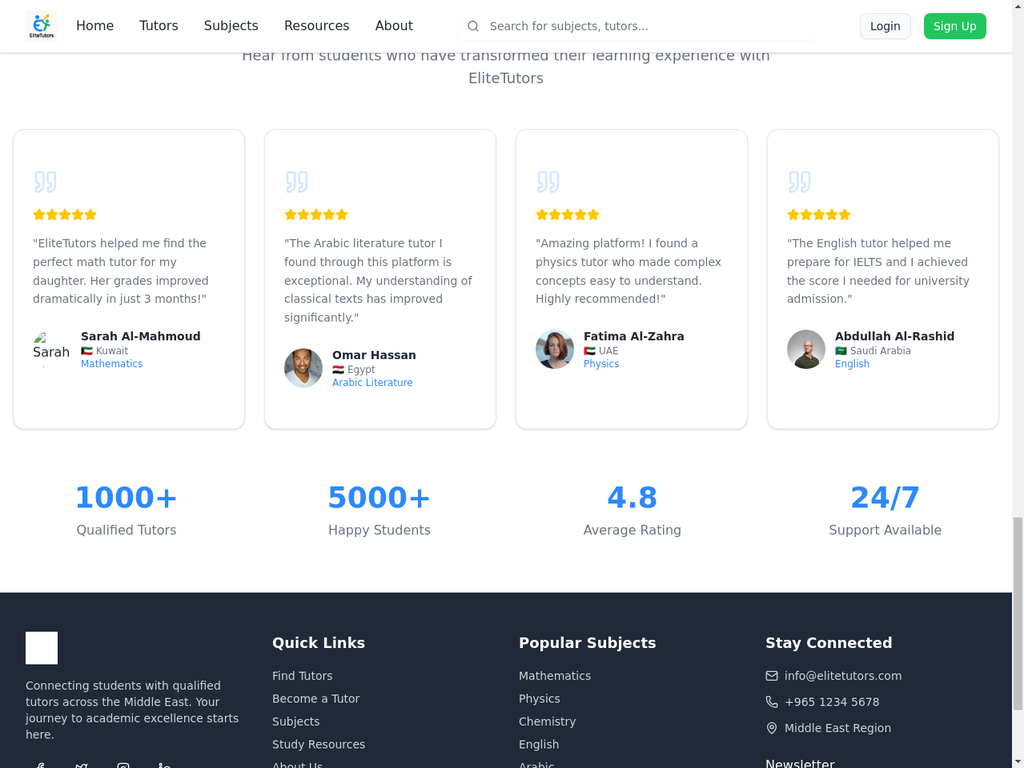 EliteTutors
Home
Tutors
Subjects
Resources
About
Search for subjects, tutors...
Login
Sign Up
Hear from students who have transformed their learning experience with
EliteTutors
"EliteTutors helped me find the
perfect math tutor for my
daughter. Her grades improved
dramatically in just 3 months!"
Sarah
Sarah Al-Mahmoud
Kuwait
Mathematics
"The Arabic literature tutor I
found through this platform is
exceptional. My understanding of
classical texts has improved
significantly."
Omar Hassan
Egypt
Arabic Literature
"Amazing platform! I found a
physics tutor who made complex
concepts easy to understand.
Highly recommended!"
Fatima Al-Zahra
UAE
Physics
"The English tutor helped me
prepare for IELTS and I achieved
the score I needed for university
admission."
Abdullah Al-Rashid
Saudi Arabia
English
1000+
Qualified Tutors
5000+
Happy Students
4.8
Average Rating
24/7
Support Available
Connecting students with qualified
tutors across the Middle East. Your
journey to academic excellence starts
here.
Quick Links
Find Tutors
Become a Tutor
Subjects
Study Resources
About Us
Popular Subjects
Mathematics
Physics
Chemistry
English
Arabic
Stay Connected
info@elitetutors.com
+965 1234 5678
Middle East Region
Newsletter